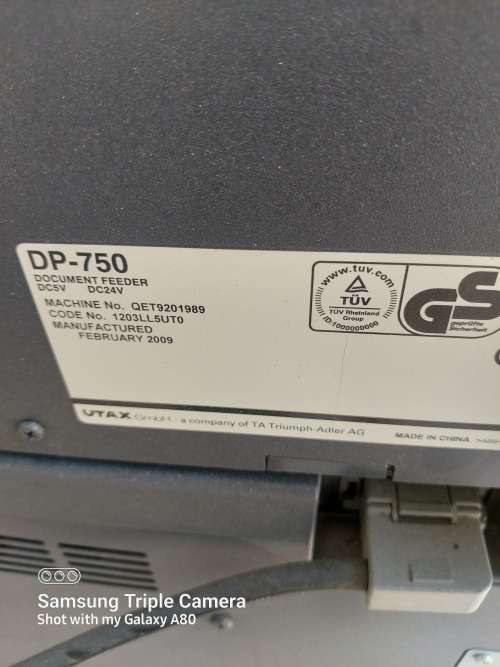 DP-750
DOCUMENT FEEDER
DC5V DC24V
MACHINE No. QET9201989
CODE No. 1203LL5UT0
MANUFACTURED
FEBRUARY 2009
www.tuv.com
TÜV
TÜV Rheinland
Group
ID:1000000000
GS
geprüfte
Sicherheit
UTAX GmbH - a company of TA Triumph-Adler AG
MADE IN CHINA
Samsung Triple Camera
Shot with my Galaxy A80